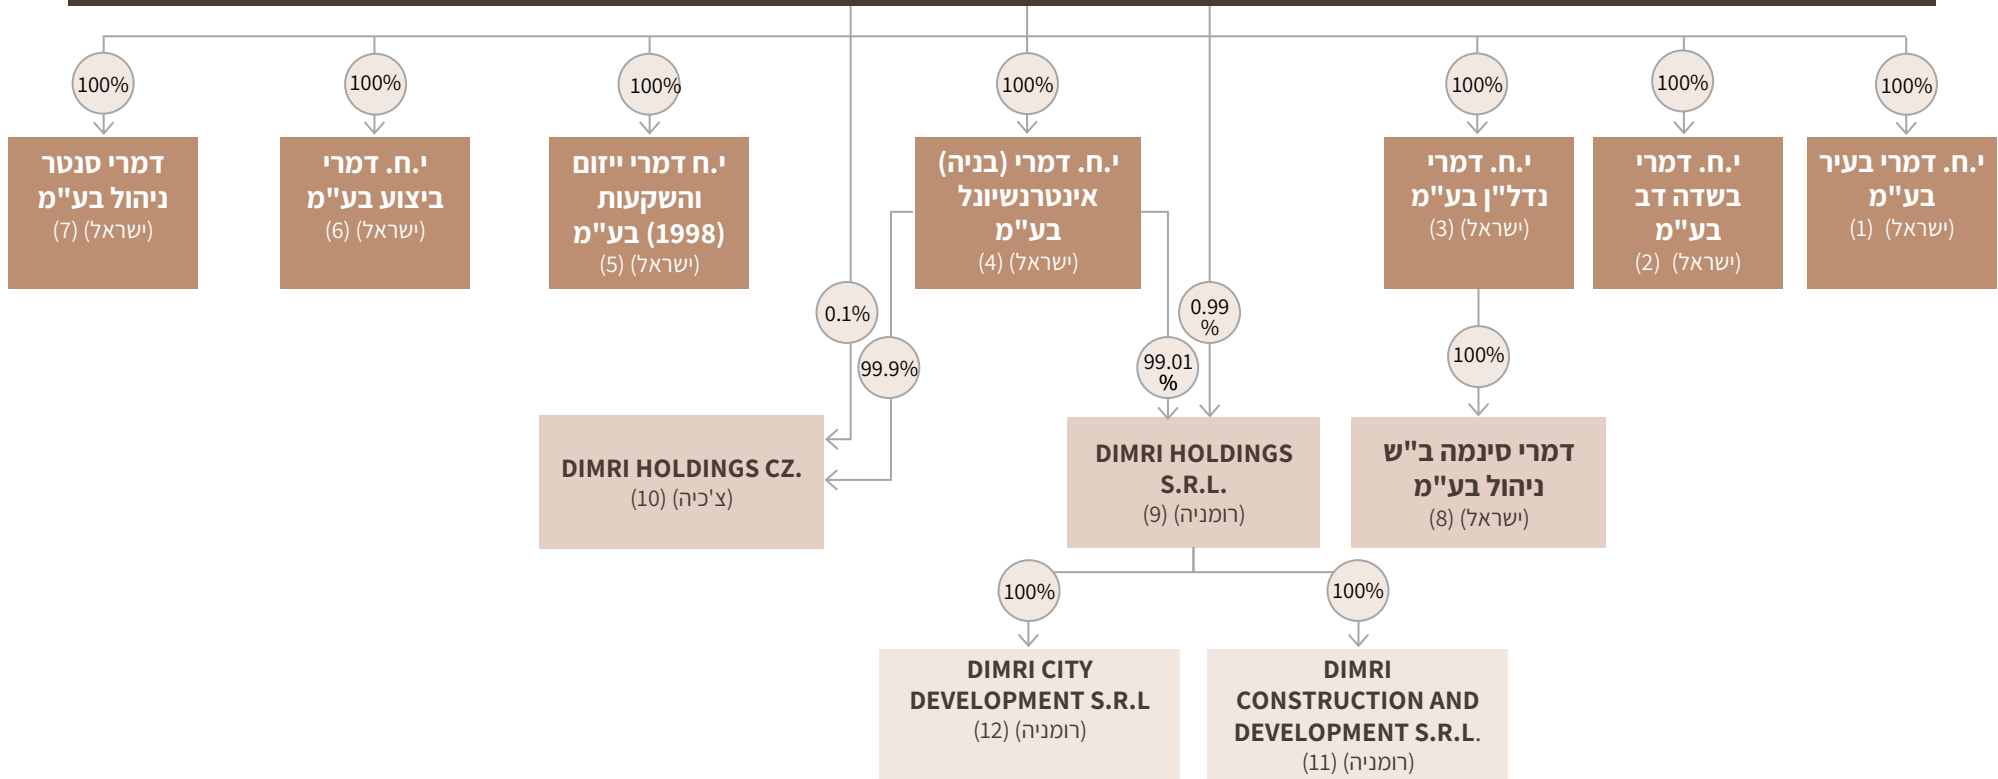 100%
100%
100%
100%
100%
100%
100%
י.ח. דמרי בעיר
בע"מ
(ישראל) (1)
י.ח. דמרי
בשדה דב
בע"מ
(ישראל) (2)
י.ח. דמרי
נדל"ן בע"מ
(ישראל) (3)
י.ח. דמרי (בניה)
אינטרנשיונל
בע"מ
(ישראל) (4)
י.ח דמרי ייזום
והשקעות
(1998) בע"מ
(ישראל) (5)
י.ח. דמרי
ביצוע בע"מ
(ישראל) (6)
דמרי סנטר
ניהול בע"מ
(ישראל) (7)
0.99
%
0.1%
100%
99.01
%
99.9%
דמרי סינמה ב"ש
ניהול בע"מ
(ישראל) (8)
DIMRI HOLDINGS
S.R.L.
(רומניה) (9)
DIMRI HOLDINGS CZ.
(צ'כיה) (10)
100%
100%
DIMRI
CONSTRUCTION AND
DEVELOPMENT S.R.L.
(רומניה) (11)
DIMRI CITY
DEVELOPMENT S.R.L
(רומניה) (12)